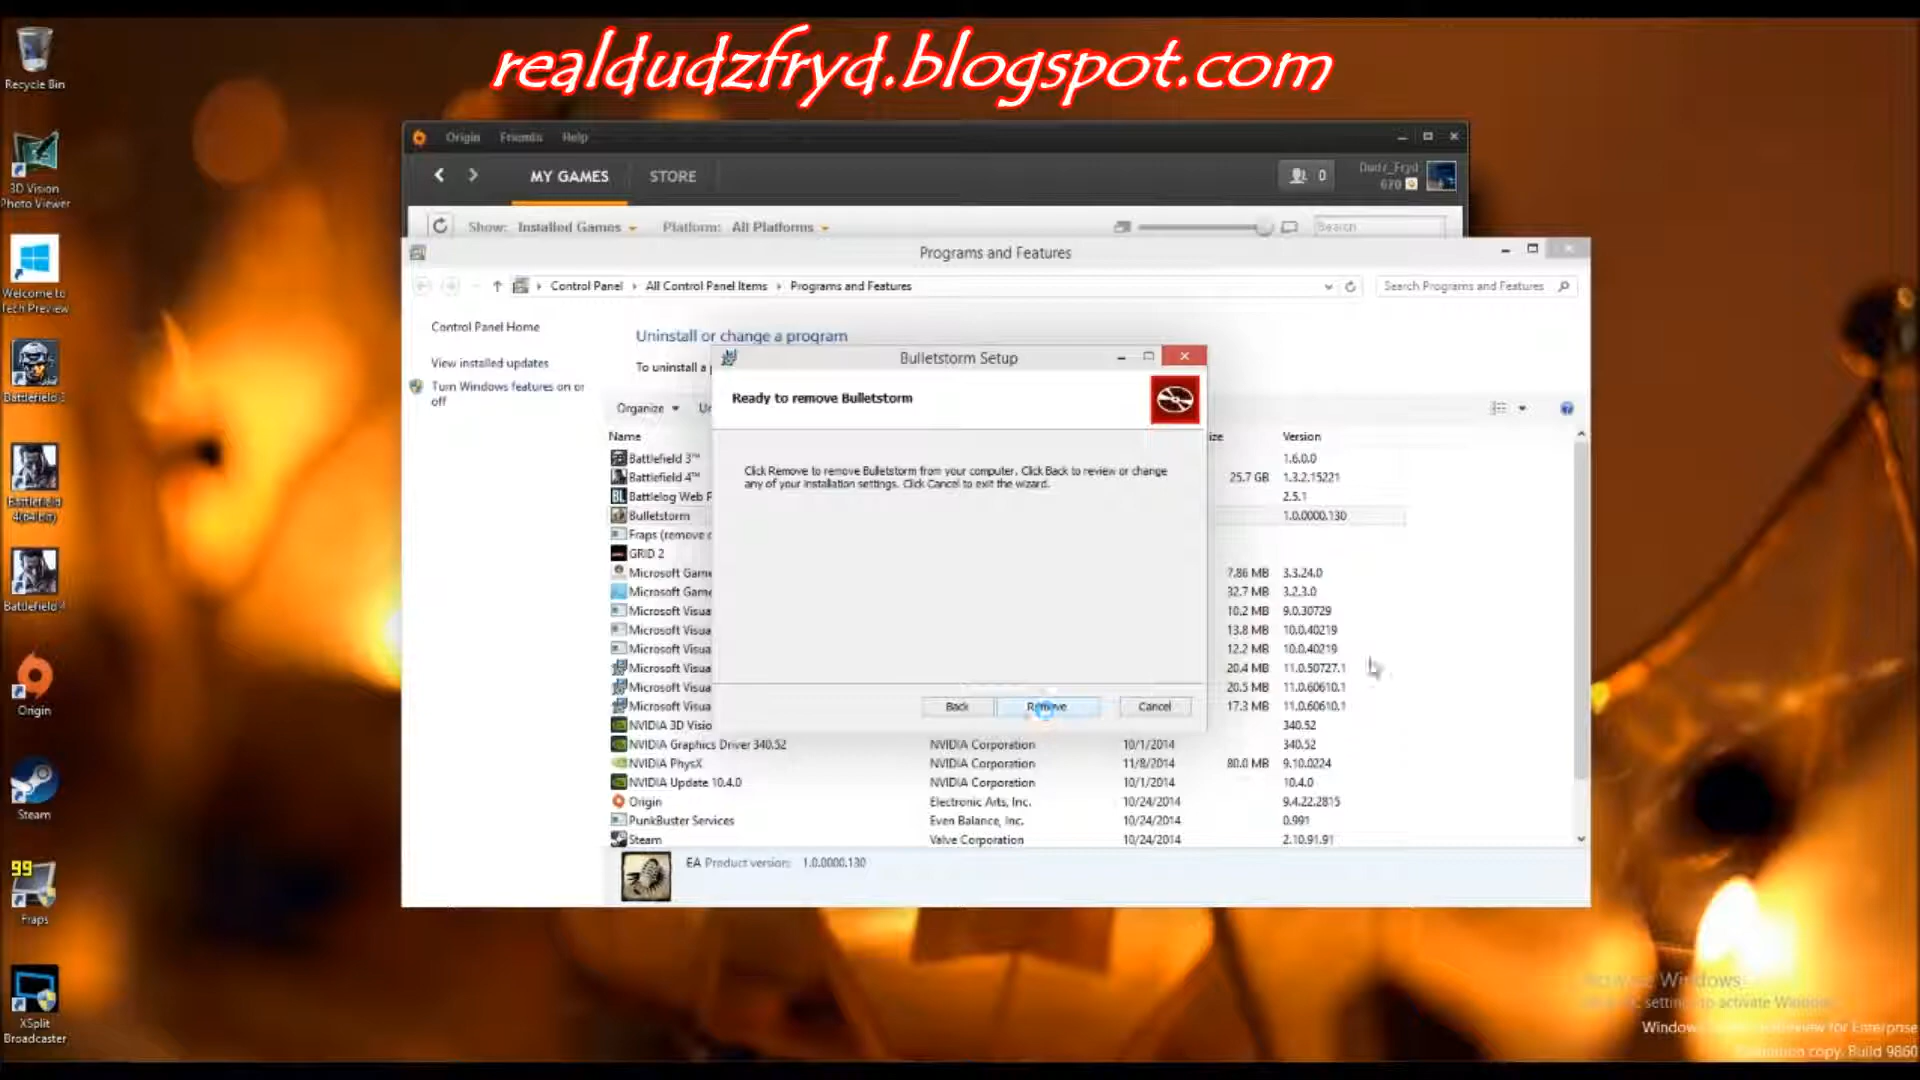 realdudzfryd.blogspot.com
Recycle Bin
3D Vision
Photo Viewer
Welcome to
Tech Preview
Battlefield 3
Battlefield
4(64 bit)
Battlefield 4
Origin
Steam
99
Fraps
XSplit
Broadcaster
Origin Friends Help
MY GAMES STORE
0
Dudz_Fryd
670
Show: Installed Games Platform: All Platforms
Search
Programs and Features
Control Panel All Control Panel Items Programs and Features
Search Programs and Features
Control Panel Home
View installed updates
Turn Windows features on or
off
Uninstall or change a program
To uninstall a
Organize
Name Version
Battlefield 3™ 1.6.0.0
Battlefield 4™ 25.7 GB 1.3.2.15221
BL Battlelog Web 2.5.1
Bulletstorm 1.0.0000.130
Fraps (remove
GRID 2
Microsoft Game 7.86 MB 3.3.24.0
Microsoft Game 32.7 MB 3.2.3.0
Microsoft Visua 10.2 MB 9.0.30729
Microsoft Visua 13.8 MB 10.0.40219
Microsoft Visua 12.2 MB 10.0.40219
Microsoft Visua 20.4 MB 11.0.50727.1
Microsoft Visua 20.5 MB 11.0.60610.1
Microsoft Visua 17.3 MB 11.0.60610.1
NVIDIA 3D Visio 340.52
NVIDIA Graphics Driver 340.52 NVIDIA Corporation 10/1/2014 340.52
NVIDIA PhysX NVIDIA Corporation 11/8/2014 80.0 MB 9.10.0224
NVIDIA Update 10.4.0 NVIDIA Corporation 10/1/2014 10.4.0
Origin Electronic Arts, Inc. 10/24/2014 9.4.22.2815
PunkBuster Services Even Balance, Inc. 10/24/2014 0.991
Steam Valve Corporation 10/24/2014 2.10.91.91
EA Product version: 1.0.0000.130
Bulletstorm Setup
Ready to remove Bulletstorm
Click Remove to remove Bulletstorm from your computer. Click Back to review or change
any of your installation settings. Click Cancel to exit the wizard.
Back Remove Cancel
Activate Windows
to activate Windows
for Enterprise
copy. Build 9860